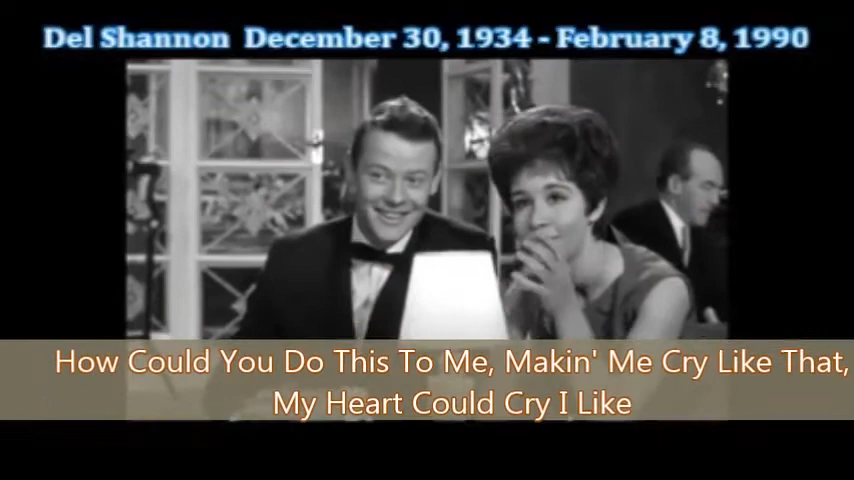 Del Shannon December 30, 1934 - February 8, 1990
How Could You Do This To Me, Makin' Me Cry Like That,
My Heart Could Cry I Like